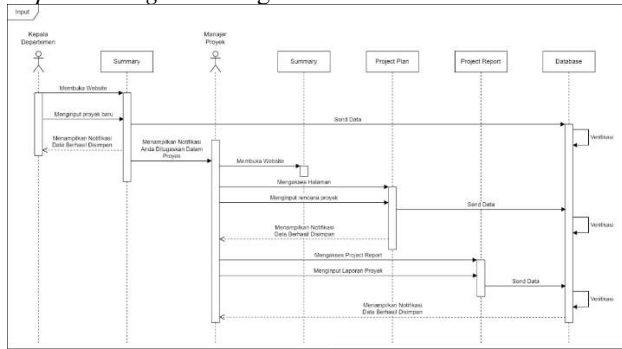 Input
Kepala
Departemen
Summary
Manajer
Proyek
Summary
Project Plan
Project Report
Database
Membuka Website
Menginput proyek baru
Send Data
Verifikasi
Menampilkan Notifikasi
Data Berhasil Disimpan
Menampilkan Notifikasi
Anda Ditugaskan Dalam
Proyek
Membuka Website
Mengakses Halaman
Menginput rencana proyek
Send Data
Verifikasi
Menampilkan Notifikasi
Data Berhasil Disimpan
Mengakses Project Report
Menginput Laporan Proyek
Send Data
Verifikasi
Menampilkan Notifikasi
Data Berhasil Disimpan